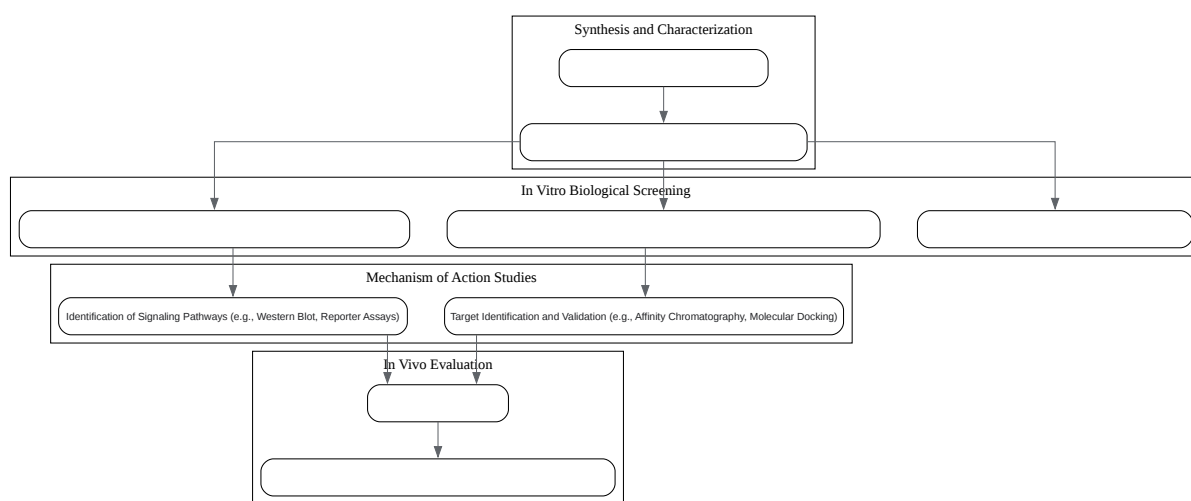 Synthesis and Characterization
In Vitro Biological Screening
Mechanism of Action Studies
Identification of Signaling Pathways (e.g., Western Blot, Reporter Assays)
Target Identification and Validation (e.g., Affinity Chromatography, Molecular Docking)
In Vivo Evaluation